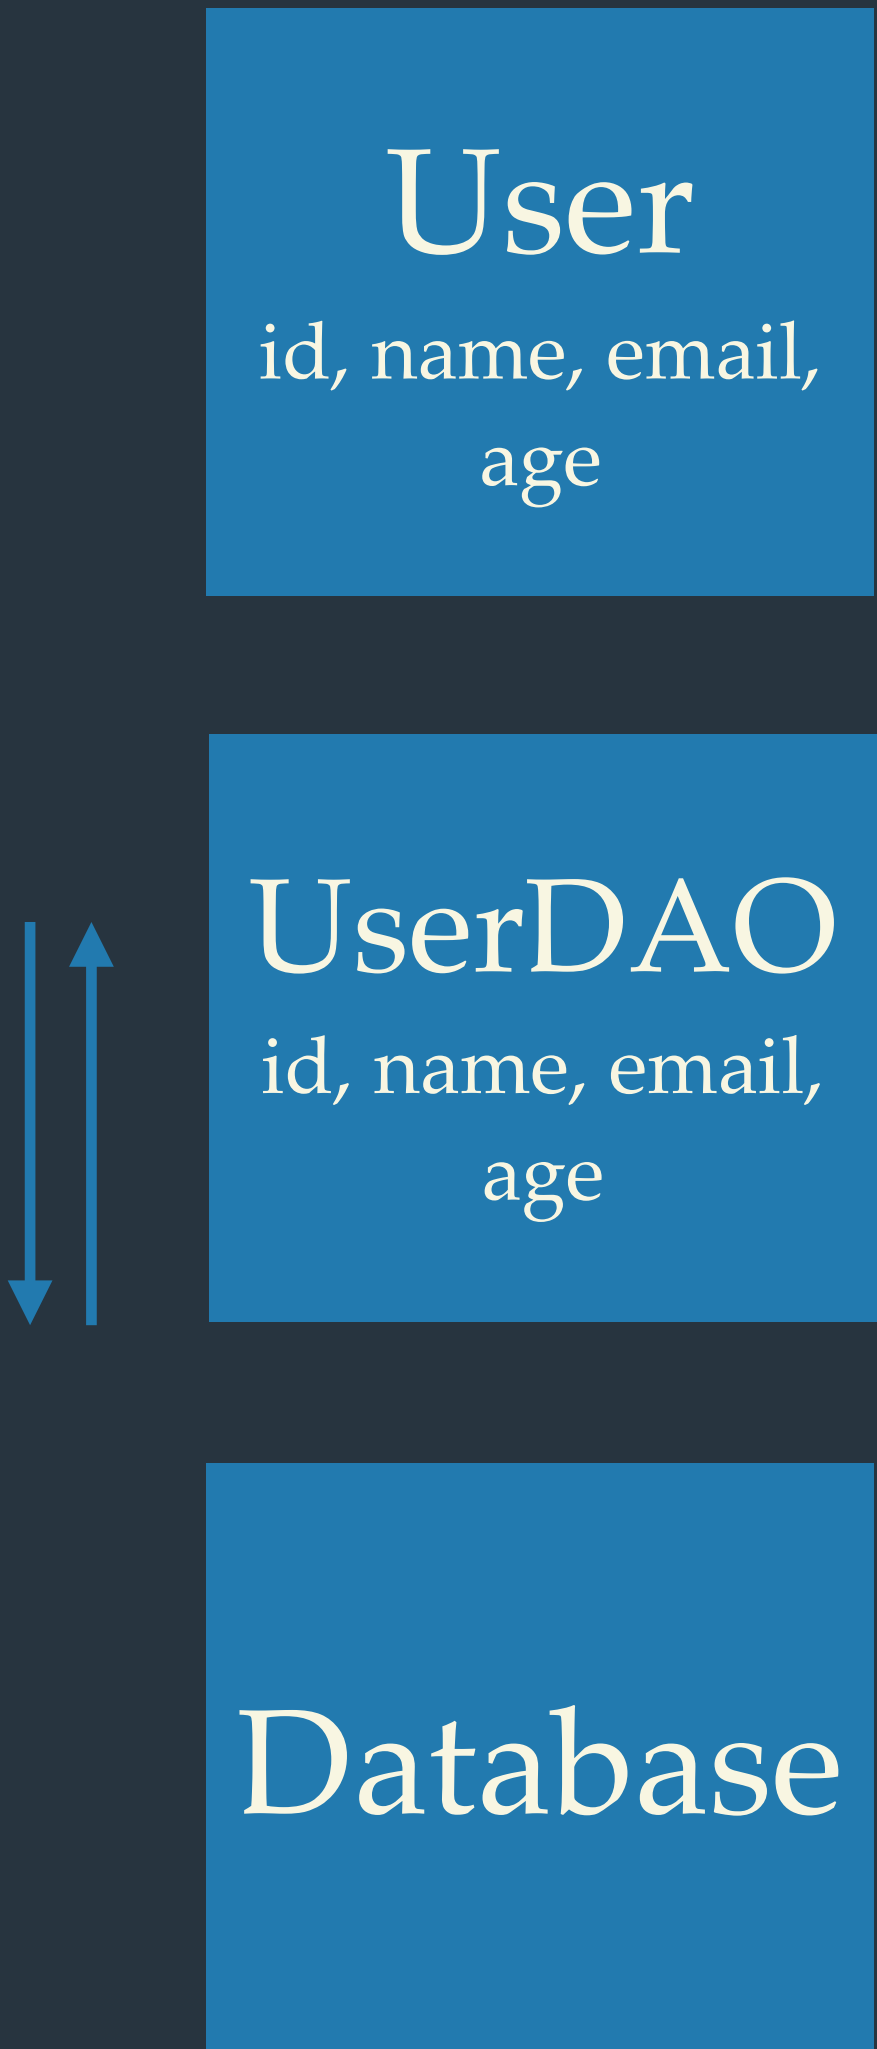 User
id, name, email,
age
UserDAO
id, name, email,
age
Database